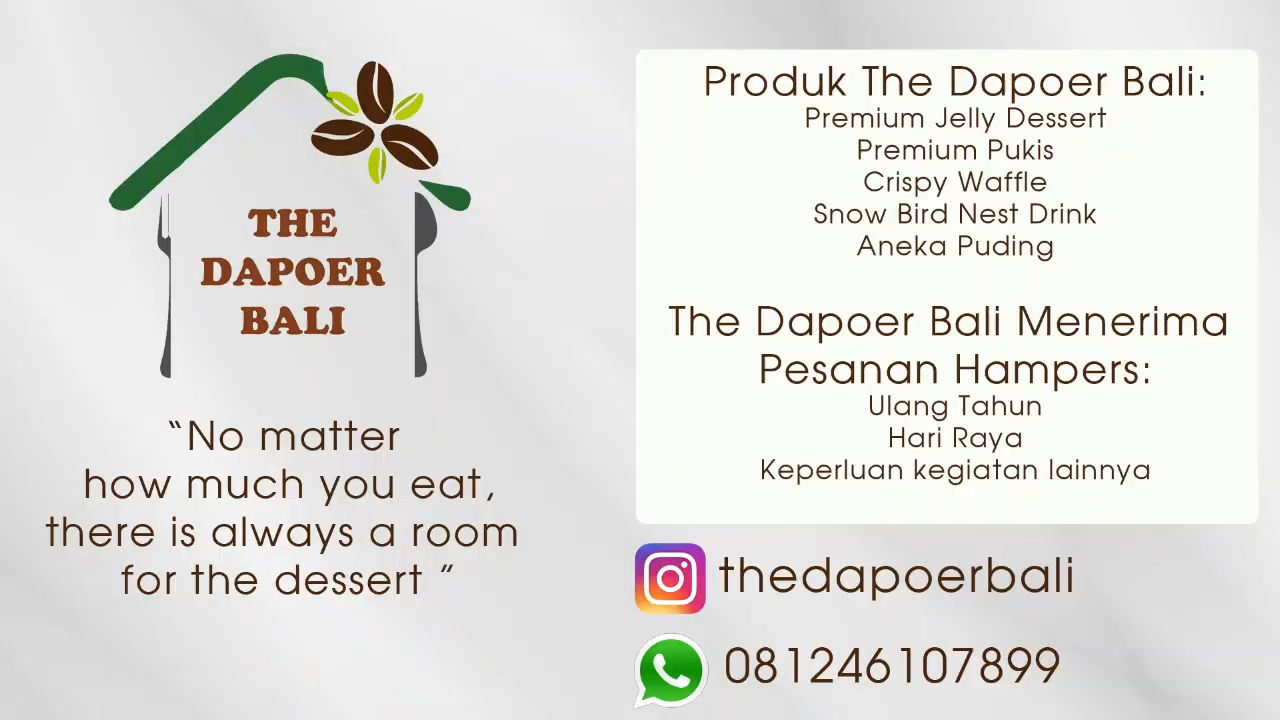 THE
DAPOER
BALI
“No matter
how much you eat,
there is always a room
for the dessert ”
Produk The Dapoer Bali:
Premium Jelly Dessert
Premium Pukis
Crispy Waffle
Snow Bird Nest Drink
Aneka Puding
The Dapoer Bali Menerima
Pesanan Hampers:
Ulang Tahun
Hari Raya
Keperluan kegiatan lainnya
thedapoerbali
081246107899